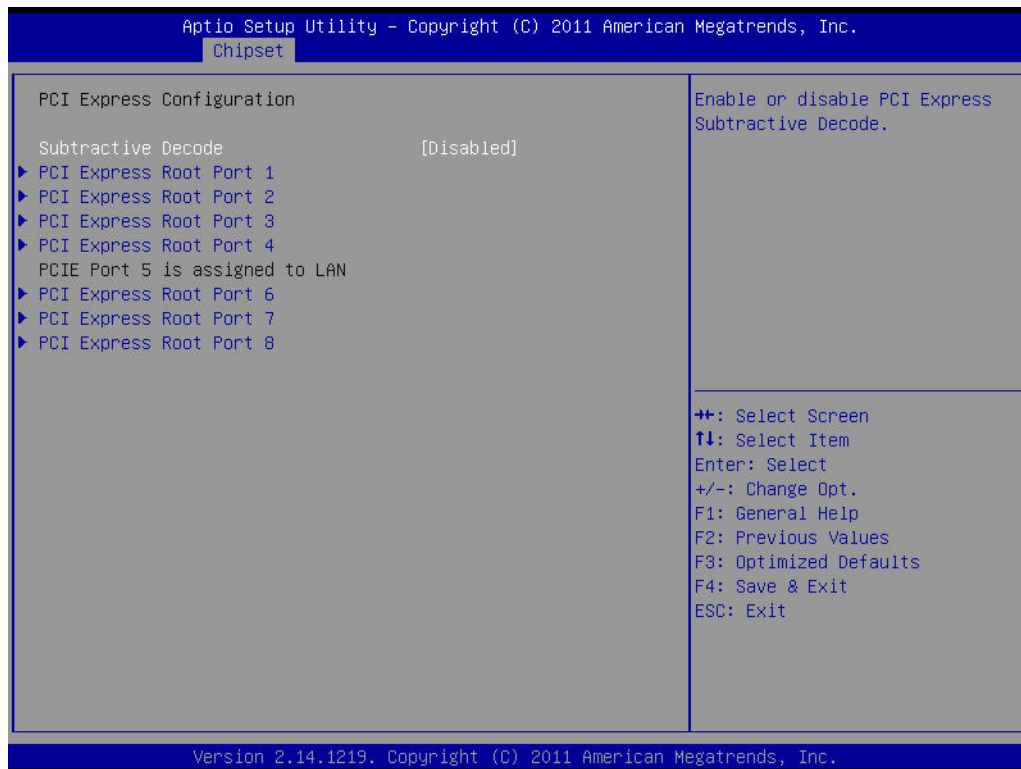 Aptio Setup Utility – Copyright (C) 2011 American Megatrends, Inc.
Chipset
PCI Express Configuration
Subtractive Decode [Disabled]
PCI Express Root Port 1
PCI Express Root Port 2
PCI Express Root Port 3
PCI Express Root Port 4
PCIE Port 5 is assigned to LAN
PCI Express Root Port 6
PCI Express Root Port 7
PCI Express Root Port 8
Enable or disable PCI Express
Subtractive Decode.
→←: Select Screen
↑↓: Select Item
Enter: Select
+/-: Change Opt.
F1: General Help
F2: Previous Values
F3: Optimized Defaults
F4: Save & Exit
ESC: Exit
Version 2.14.1219. Copyright (C) 2011 American Megatrends, Inc.